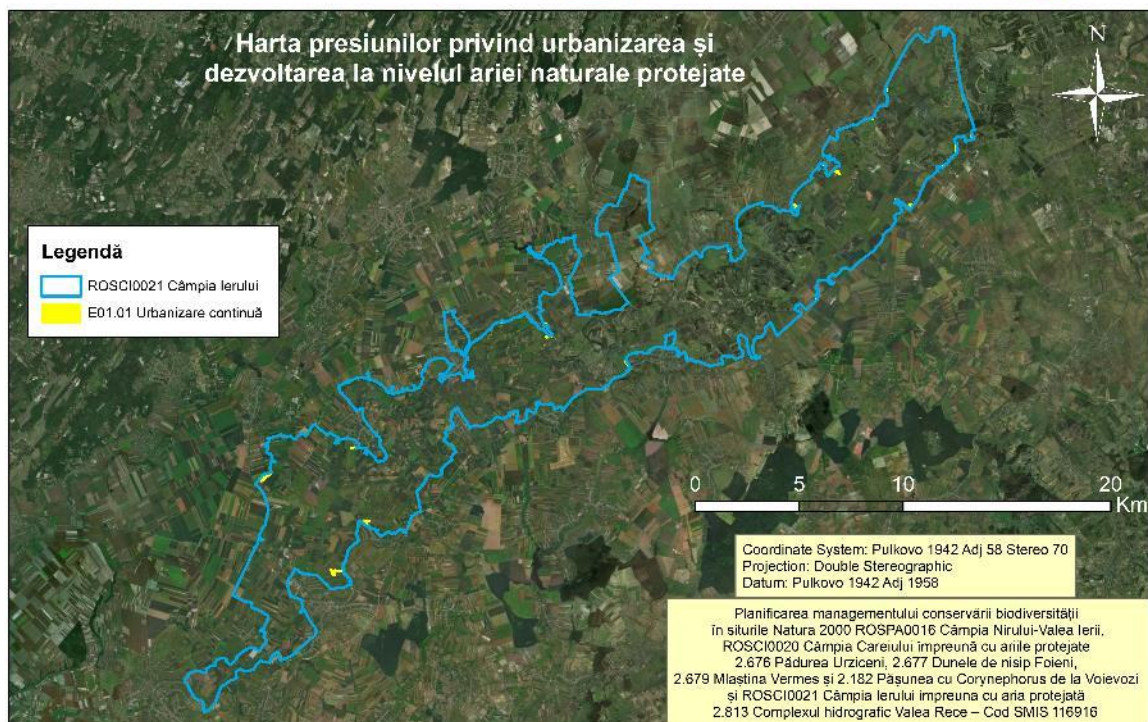 Harta presiunilor privind urbanizarea și
dezvoltarea la nivelul ariei naturale protejate
N
Legendă
ROSCI0021 Câmpia Ierului
E01.01 Urbanizare continuă
0 5 10 20
Km
Coordinate System: Pulkovo 1942 Adj 58 Stereo 70
Projection: Double Stereographic
Datum: Pulkovo 1942 Adj 1958
Planificarea managementului conservării biodiversității
în siturile Natura 2000 ROSPA0016 Câmpia Nirului-Valea Ierii,
ROSCI0020 Câmpia Careiului împreună cu ariile protejate
2.676 Pădurea Urziceni, 2.677 Dunele de nisip Foieni,
2.679 Mlaștina Vermeș și 2.182 Pășunea cu Corynephorus de la Voievozi
și ROSCI0021 Câmpia Ierului impreuna cu aria protejată
2.813 Complexul hidrografic Valea Rece – Cod SMIS 116916